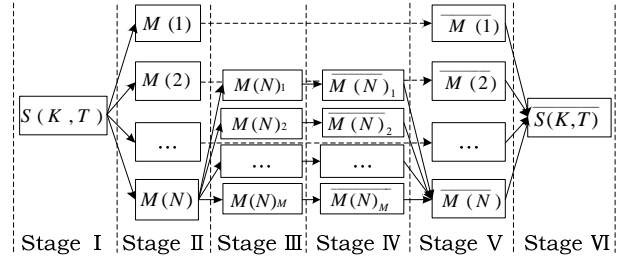 M (1) M (1)
M (2) M(N)₁ M(N)₁ M (2)
S(K,T) M(N)₂ M(N)₂ S(K,T)
... ... ... ...
M(N) M(N)M M(N)M M(N)
Stage Ⅰ Stage Ⅱ Stage Ⅲ Stage Ⅳ Stage Ⅴ Stage Ⅵ